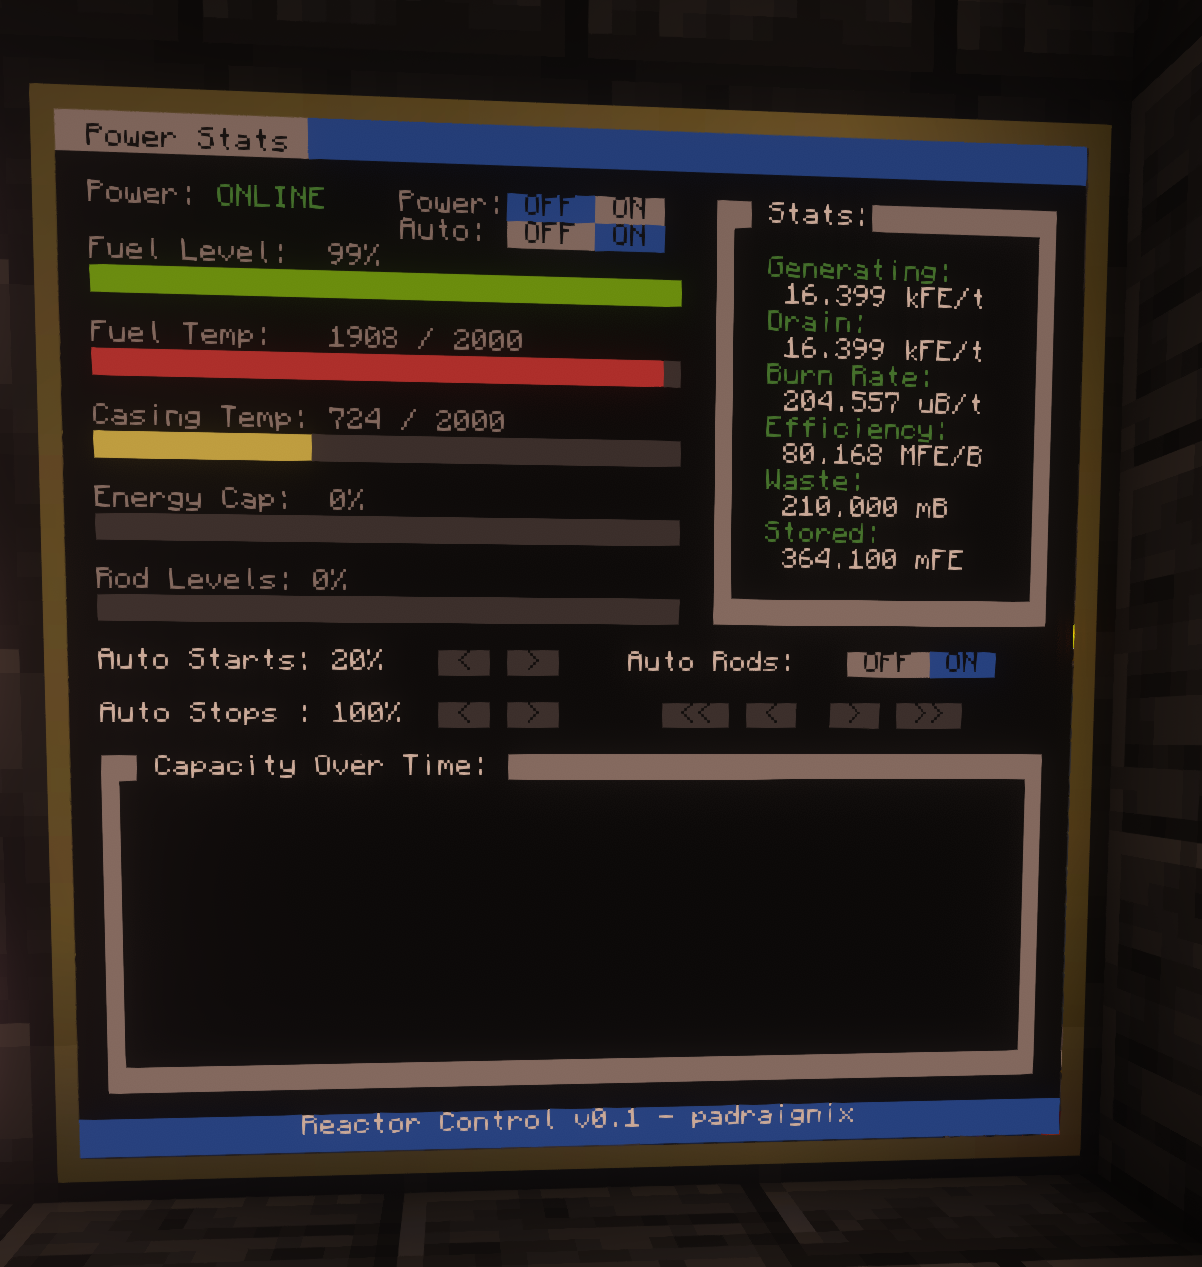 Power Stats
Power: ONLINE
Power: OFF ON
Auto: OFF ON
Fuel Level: 99%
Fuel Temp: 1908 / 2000
Casing Temp: 724 / 2000
Energy Cap: 0%
Rod Levels: 0%
Stats:
Generating:
16.399 kFE/t
Drain:
16.399 kFE/t
Burn Rate:
204.557 uB/t
Efficiency:
80.168 MFE/B
Waste:
210.000 mB
Stored:
364.100 mFE
Auto Starts: 20% < >
Auto Rods: OFF ON
Auto Stops : 100% < >
<< < > >>
Capacity Over Time:
Reactor Control v0.1 - padraignix